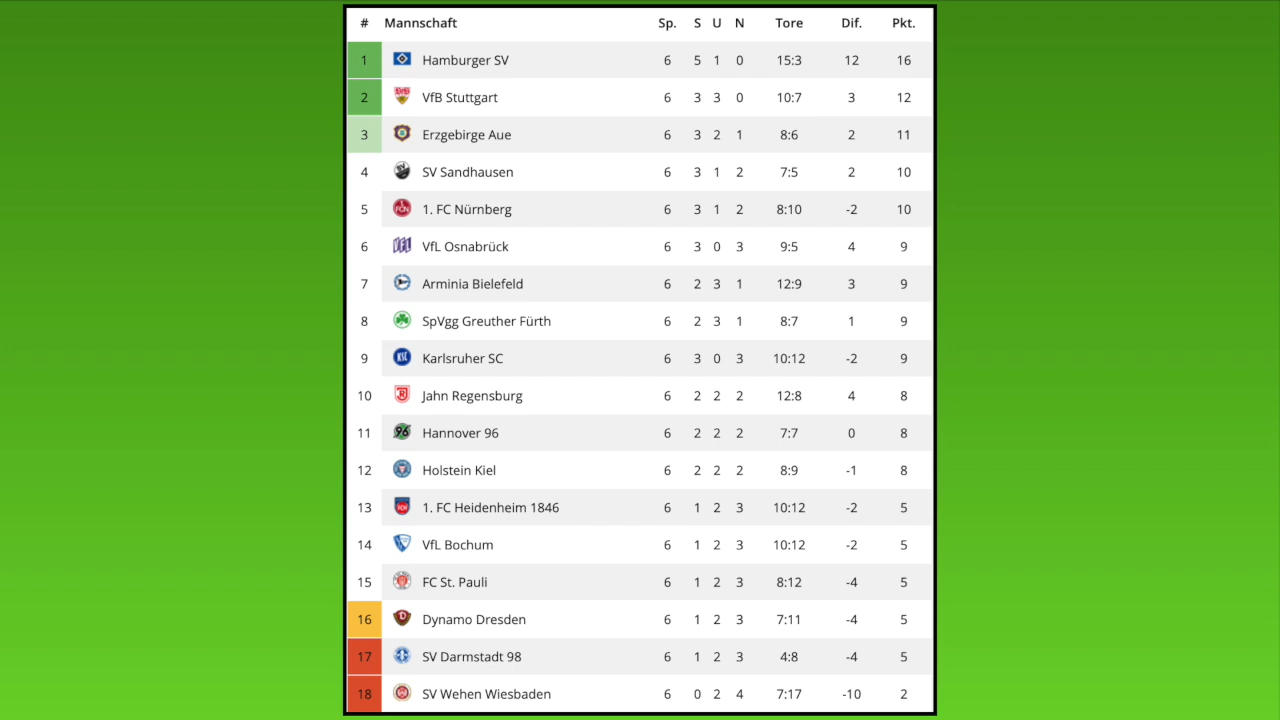 # Mannschaft Sp. S U N Tore Dif. Pkt.
1 Hamburger SV 6 5 1 0 15:3 12 16
2 VfB Stuttgart 6 3 3 0 10:7 3 12
3 Erzgebirge Aue 6 3 2 1 8:6 2 11
4 SV Sandhausen 6 3 1 2 7:5 2 10
5 1. FC Nürnberg 6 3 1 2 8:10 -2 10
6 VfL Osnabrück 6 3 0 3 9:5 4 9
7 Arminia Bielefeld 6 2 3 1 12:9 3 9
8 SpVgg Greuther Fürth 6 2 3 1 8:7 1 9
9 Karlsruher SC 6 3 0 3 10:12 -2 9
10 Jahn Regensburg 6 2 2 2 12:8 4 8
11 Hannover 96 6 2 2 2 7:7 0 8
12 Holstein Kiel 6 2 2 2 8:9 -1 8
13 1. FC Heidenheim 1846 6 1 2 3 10:12 -2 5
14 VfL Bochum 6 1 2 3 10:12 -2 5
15 FC St. Pauli 6 1 2 3 8:12 -4 5
16 Dynamo Dresden 6 1 2 3 7:11 -4 5
17 SV Darmstadt 98 6 1 2 3 4:8 -4 5
18 SV Wehen Wiesbaden 6 0 2 4 7:17 -10 2